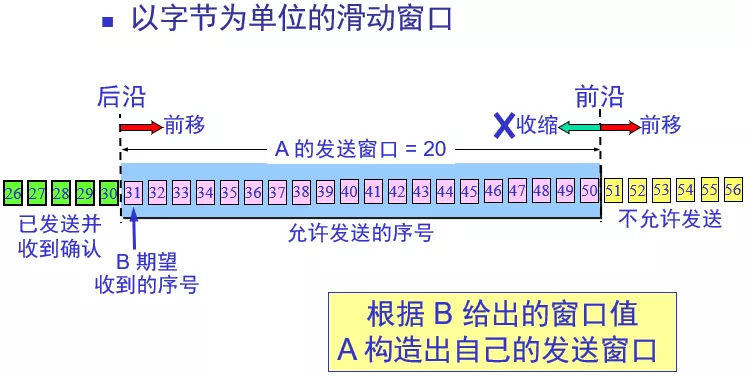 以字节为单位的滑动窗口
后沿
前沿
前移
收缩
前移
A 的发送窗口 = 20
26 27 28 29 30 31 32 33 34 35 36 37 38 39 40 41 42 43 44 45 46 47 48 49 50 51 52 53 54 55 56
已发送并
收到确认
允许发送的序号
不允许发送
B 期望
收到的序号
根据 B 给出的窗口值
A 构造出自己的发送窗口